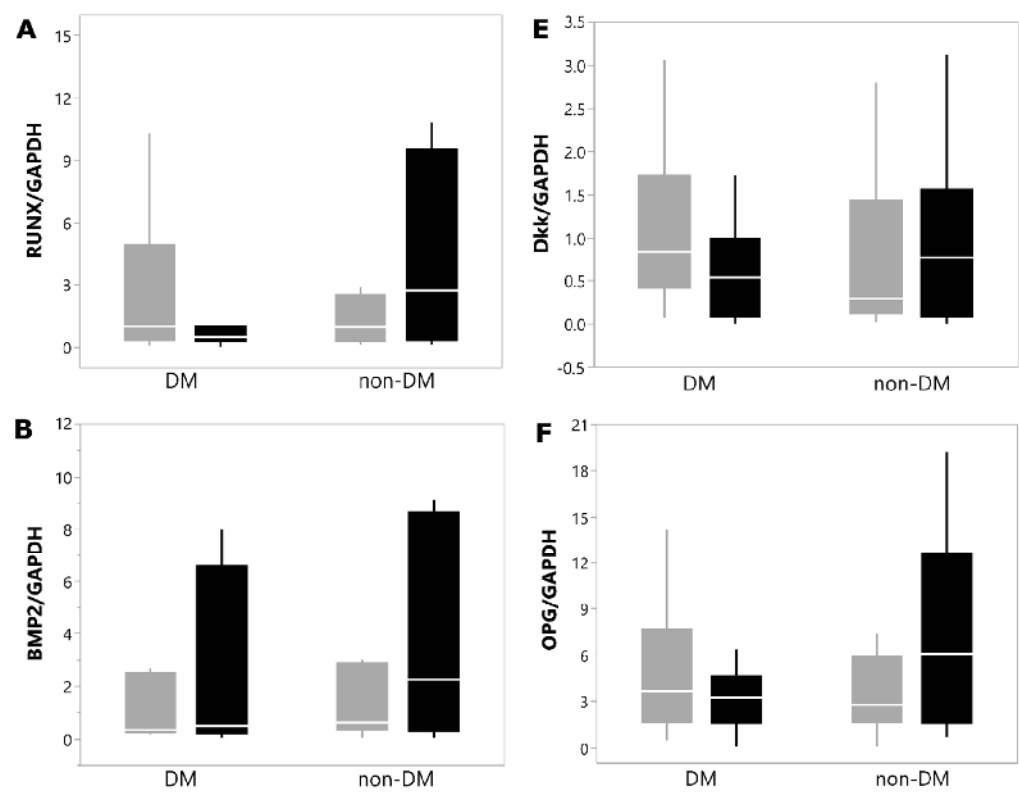 A
RUNX/GAPDH
15
12
9
6
3
0
DM
non-DM
E
Dkk/GAPDH
3.5
3.0
2.5
2.0
1.5
1.0
0.5
0.0
-0.5
DM
non-DM
B
BMP2/GAPDH
12
10
8
6
4
2
0
DM
non-DM
F
OPG/GAPDH
21
18
15
12
9
6
3
0
DM
non-DM